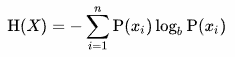 H(X) = − ∑_{i=1}^{n} P(x_i) log_b P(x_i)